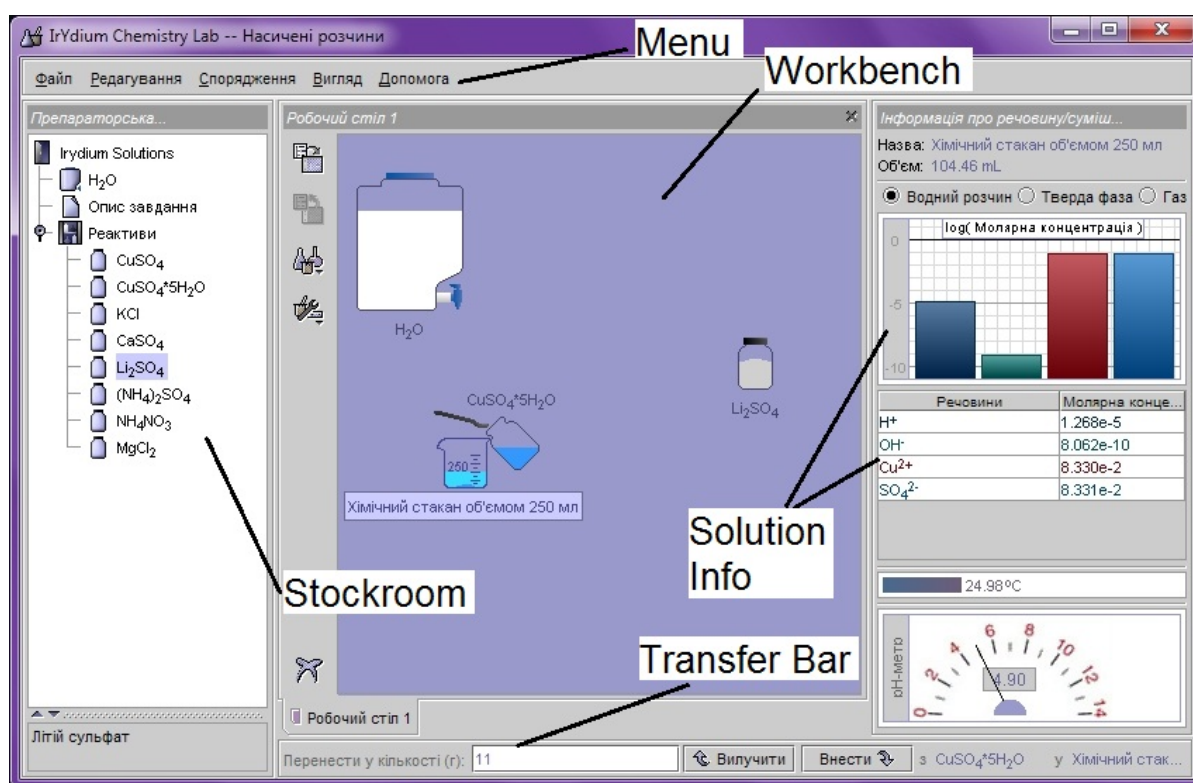 IrYdium Chemistry Lab -- Насичені розчини
Menu
Файл Редагування Спорядження Вигляд Допомога
Workbench
Препараторська...
Irydium Solutions
H₂O
Опис завдання
Реактиви
CuSO₄
CuSO₄*5H₂O
KCl
CaSO₄
Li₂SO₄
(NH₄)₂SO₄
NH₄NO₃
MgCl₂
Stockroom
Літій сульфат
Робочий стіл 1
H₂O
CuSO₄*5H₂O
250
Li₂SO₄
Хімічний стакан об'ємом 250 мл
Робочий стіл 1
Transfer Bar
Перенести у кількості (г): 11 Вилучити Внести з CuSO₄*5H₂O у Хімічний стак...
Інформація про речовину/суміш...
Назва: Хімічний стакан об'ємом 250 мл
Об'єм: 104.46 mL
Водний розчин Тверда фаза Газ
log( Молярна концентрація )
0
-5
-10
Речовини Молярна конце...
H+ 1.268e-5
OH- 8.062e-10
Cu²⁺ 8.330e-2
SO₄²⁻ 8.331e-2
Solution
Info
24.98ºC
pH-метр
0 2 4 6 8 10 12 14
4.90